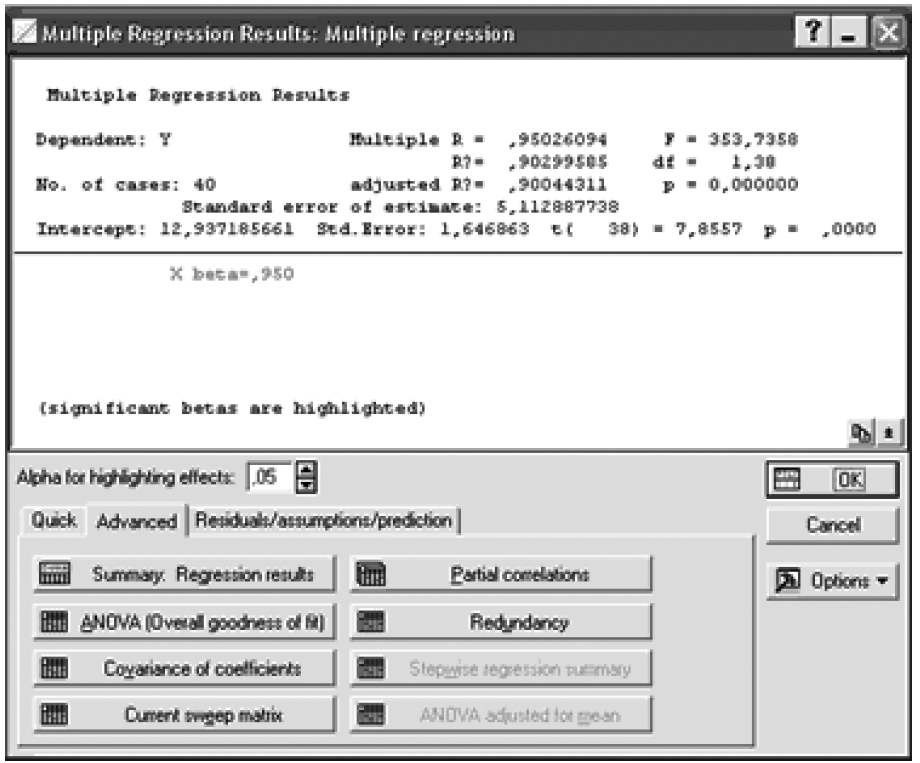 Multiple Regression Results: Multiple regression
Multiple Regression Results
Dependent: Y Multiple R = ,95026094 F = 353,7358
R?= ,90299585 df = 1,38
No. of cases: 40 adjusted R?= ,90044311 p = 0,000000
Standard error of estimate: 5,112887738
Intercept: 12,937185661 Std.Error: 1,646863 t( 38) = 7,8557 p = ,0000
X beta=,950
(significant betas are highlighted)
Alpha for highlighting effects: ,05
OK
Quick Advanced Residuals/assumptions/prediction
Cancel
Summary: Regression results Partial correlations
Options
ANOVA (Overall goodness of fit) Redundancy
Covariance of coefficients Stepwise regression summary
Current sweep matrix ANOVA adjusted for mean